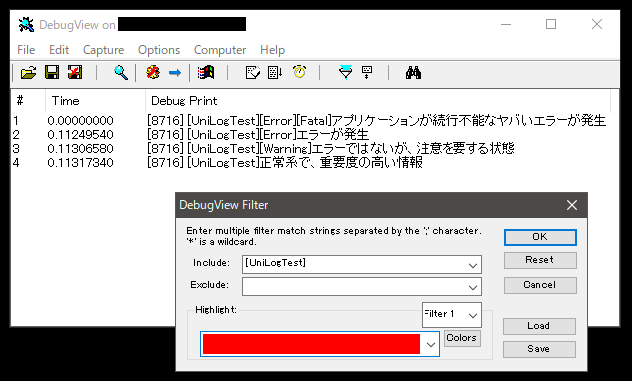 DebugView on
File Edit Capture Options Computer Help
# Time Debug Print
1 0.00000000 [8716] [UniLogTest][Error][Fatal]アプリケーションが続行不能なヤバいエラーが発生
2 0.11249540 [8716] [UniLogTest][Error]エラーが発生
3 0.11306580 [8716] [UniLogTest][Warning]エラーではないが、注意を要する状態
4 0.11317340 [8716] [UniLogTest]正常系で、重要度の高い情報
DebugView Filter
Enter multiple filter match strings separated by the ';' character.
'*' is a wildcard.
Include: [UniLogTest]
Exclude:
Highlight:
Filter 1
Colors
OK
Reset
Cancel
Load
Save